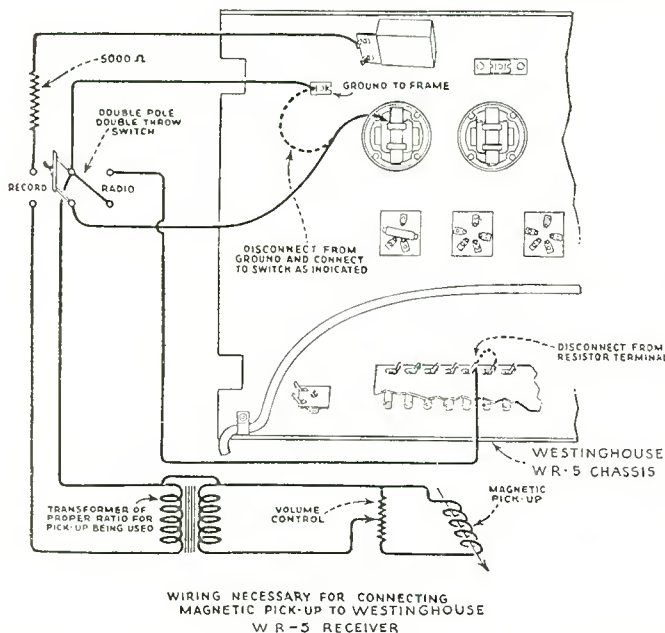 5000 Ω
GROUND TO FRAME
DOUBLE POLE
DOUBLE THROW
SWITCH
RECORD
RADIO
DISCONNECT FROM
GROUND AND CONNECT
TO SWITCH AS INDICATED
DISCONNECT FROM
RESISTOR TERMINAL
WESTINGHOUSE
WR-5 CHASSIS
TRANSFORMER OF
PROPER RATIO FOR
PICK-UP BEING USED
VOLUME
CONTROL
MAGNETIC
PICK-UP
WIRING NECESSARY FOR CONNECTING
MAGNETIC PICK-UP TO WESTINGHOUSE
WR-5 RECEIVER